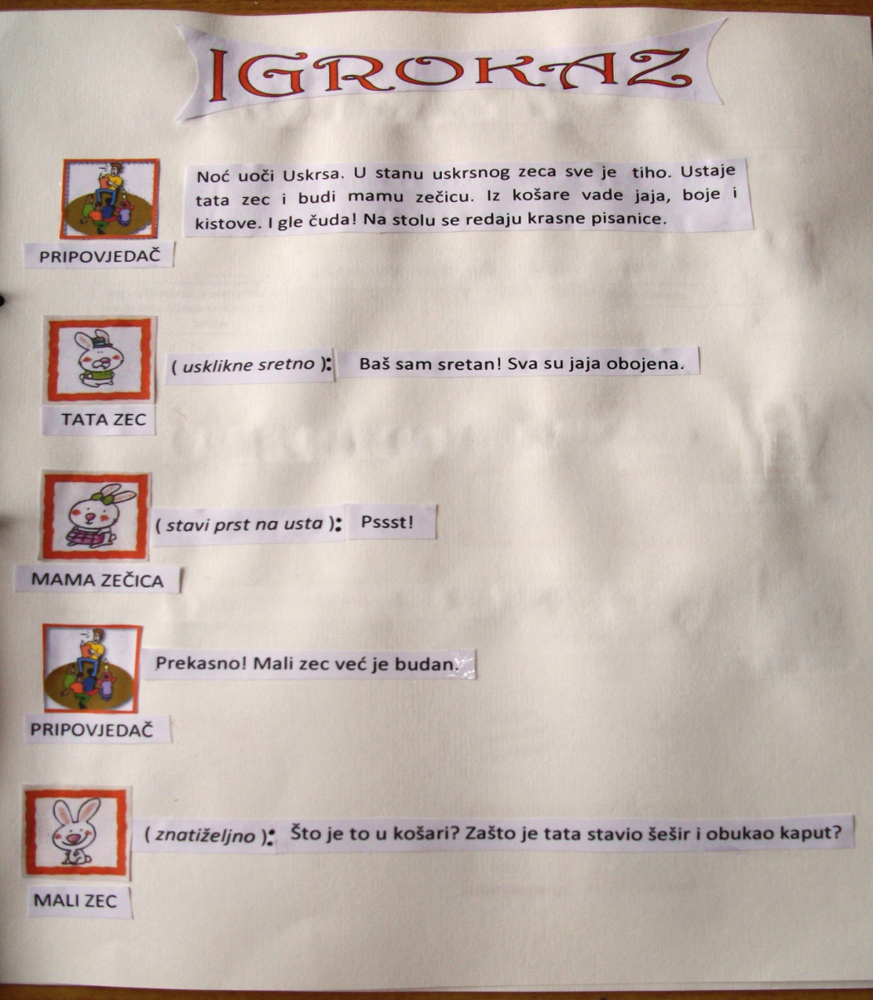 IGROKAZ
Noć uoči Uskrsa. U stanu uskrsnog zeca sve je tiho. Ustaje
tata zec i budi mamu zečicu. Iz košare vade jaja, boje i
kistove. I gle čuda! Na stolu se redaju krasne pisanice.
PRIPOVJEDAČ
( usklikne sretno ): Baš sam sretan! Sva su jaja obojena.
TATA ZEC
( stavi prst na usta ): Pssst!
MAMA ZEČICA
Prekasno! Mali zec već je budan.
PRIPOVJEDAČ
( znatiželjno ): Što je to u košari? Zašto je tata stavio šešir i obukao kaput?
MALI ZEC